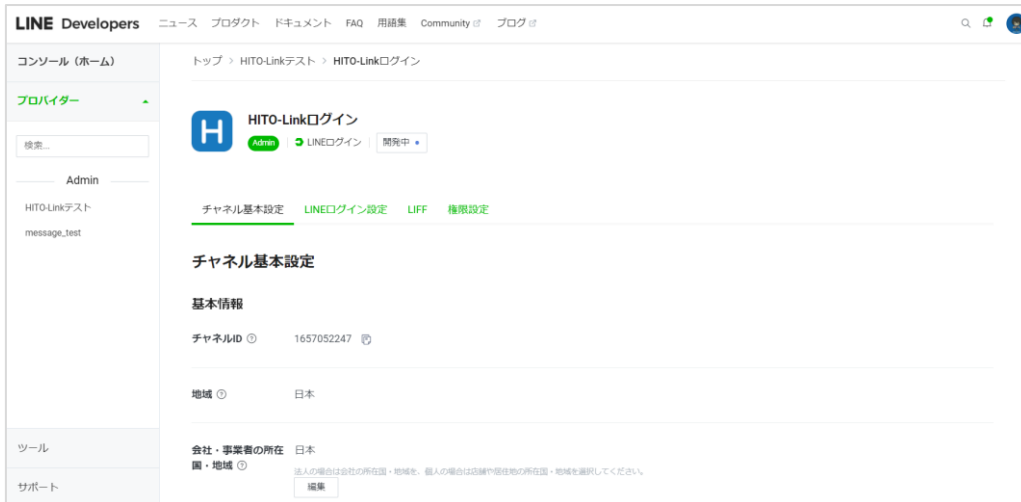 LINE Developers ニュース プロダクト ドキュメント FAQ 用語集 Community ブログ
コンソール（ホーム）
プロバイダー
検索...
Admin
HITO-Linkテスト
message_test
ツール
サポート
トップ > HITO-Linkテスト > HITO-Linkログイン
H
HITO-Linkログイン
Admin LINEログイン 開発中
チャネル基本設定 LINEログイン設定 LIFF 権限設定
チャネル基本設定
基本情報
チャネルID ? 1657052247
地域 ? 日本
会社・事業者の所在 日本
国・地域 ?
法人の場合は会社の所在国・地域を、個人の場合は店舗や居住地の所在国・地域を選択してください。
編集